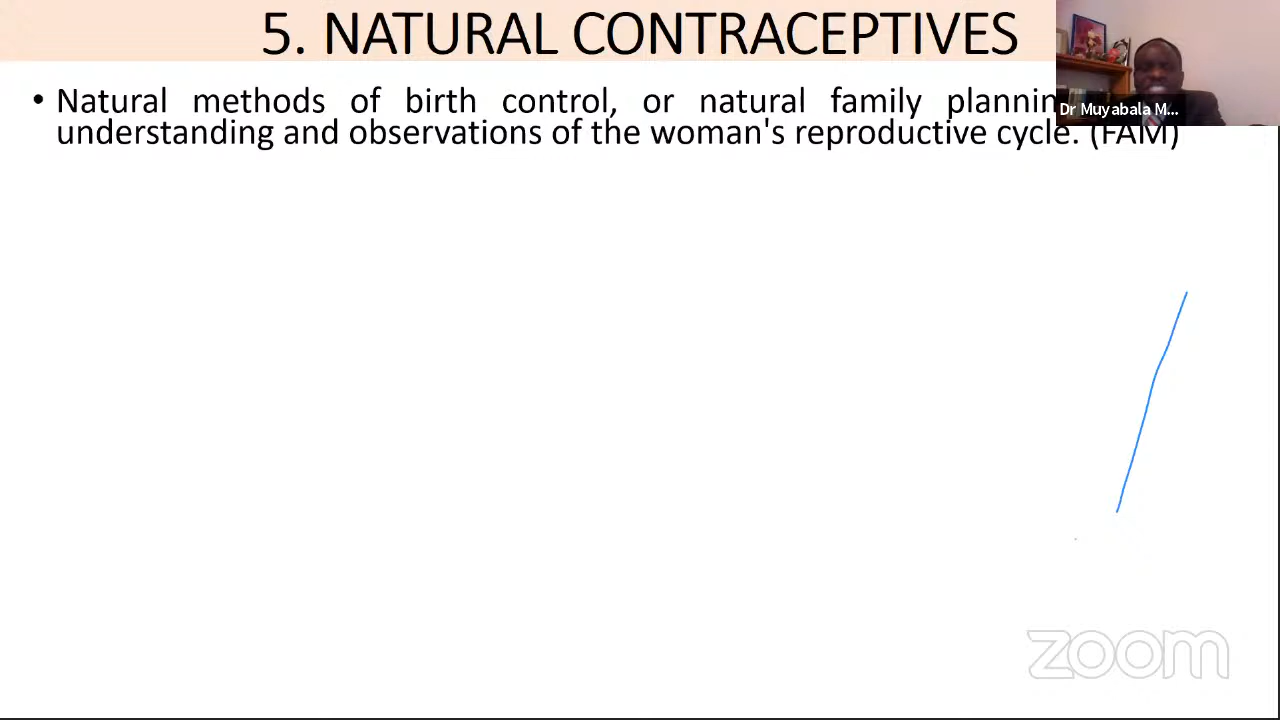 5. NATURAL CONTRACEPTIVES
• Natural methods of birth control, or natural family
understanding and observations of the woman's reproductive cycle. (FAM)
Dr Muyabala M...
zoom